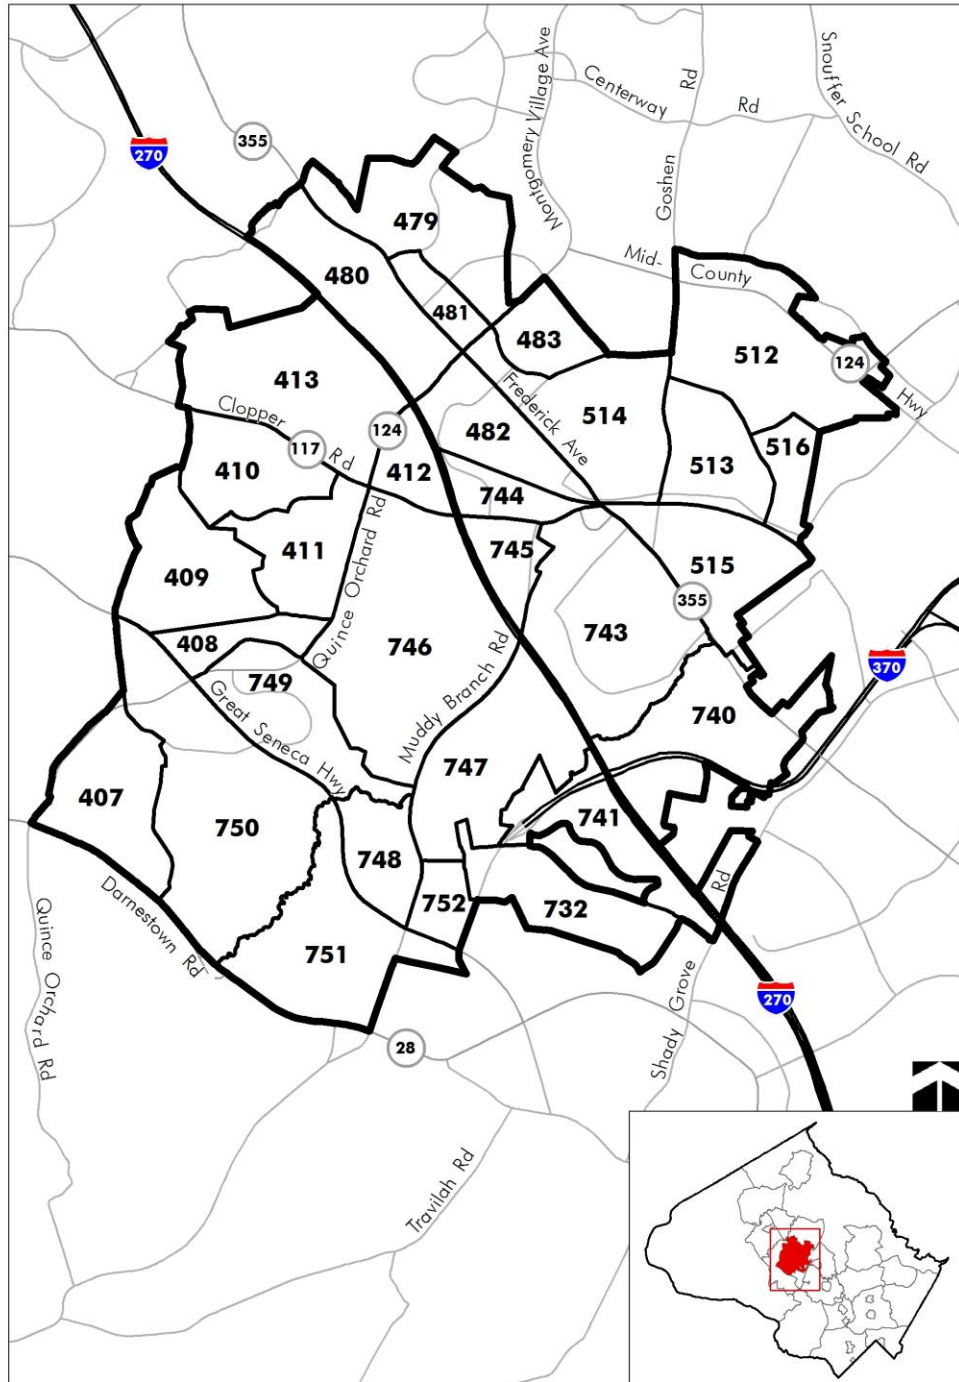 Snouffer School Rd
Montgomery Village Ave
Centerway Rd
Goshen Rd
355
270
479
Mid-County Hwy
480
481
483
512
124
413
Frederick Ave
514
Clopper Rd
117
124
482
516
410
412
513
744
411
745
515
409
Quince Orchard Rd
355
743
408
746
370
749
Muddy Branch Rd
Great Seneca Hwy
740
747
407
741
750
748
Rd
752
732
Darnestown Rd
751
Quince Orchard Rd
270
Shady Grove
28
Travilah Rd